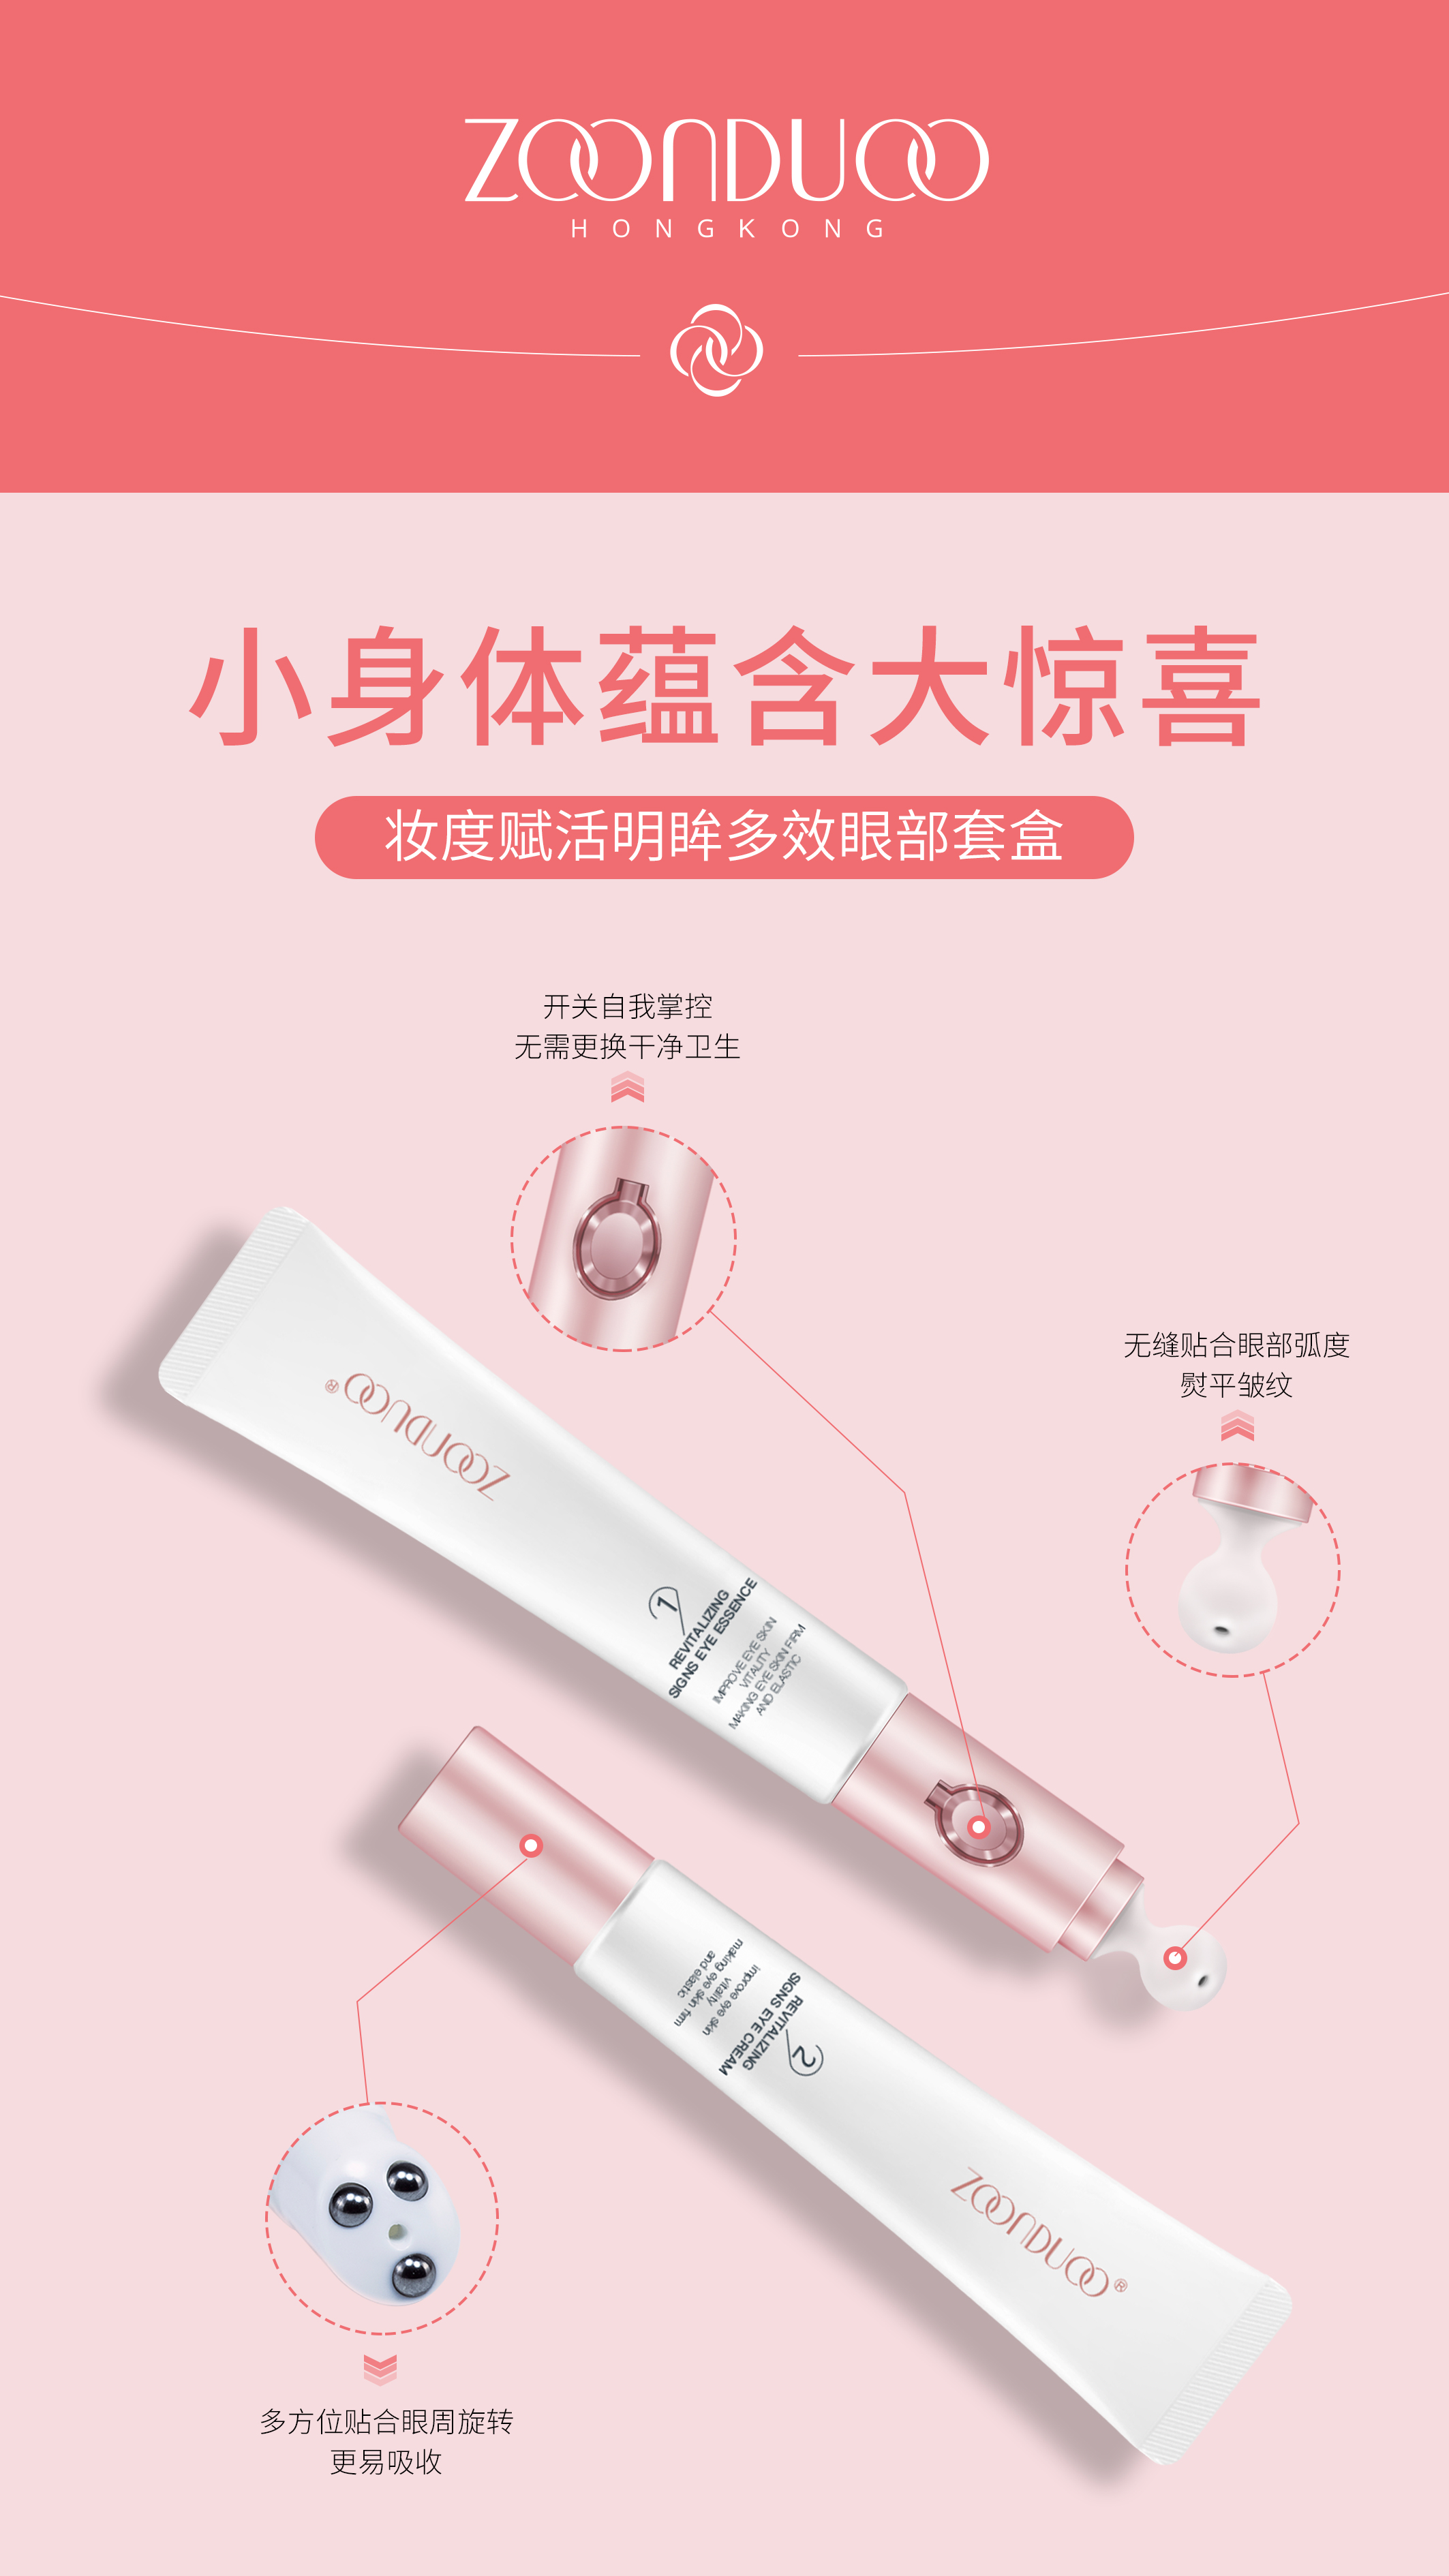 ZOONDUOO
HONGKONG
小身体蕴含大惊喜
妆度赋活明眸多效眼部套盒
开关自我掌控
无需更换干净卫生
无缝贴合眼部弧度
熨平皱纹
ZOONDUOO®
1
REVITALIZING
SIGNS EYE ESSENCE
IMPROVE EYE SKIN
VITALITY
MAKING EYE SKIN FIRM
AND ELASTIC
2
REVITALIZING
SIGNS EYE CREAM
improve eye skin
vitality
making eye skin firm
and elastic
ZOONDUOO®
多方位贴合眼周旋转
更易吸收